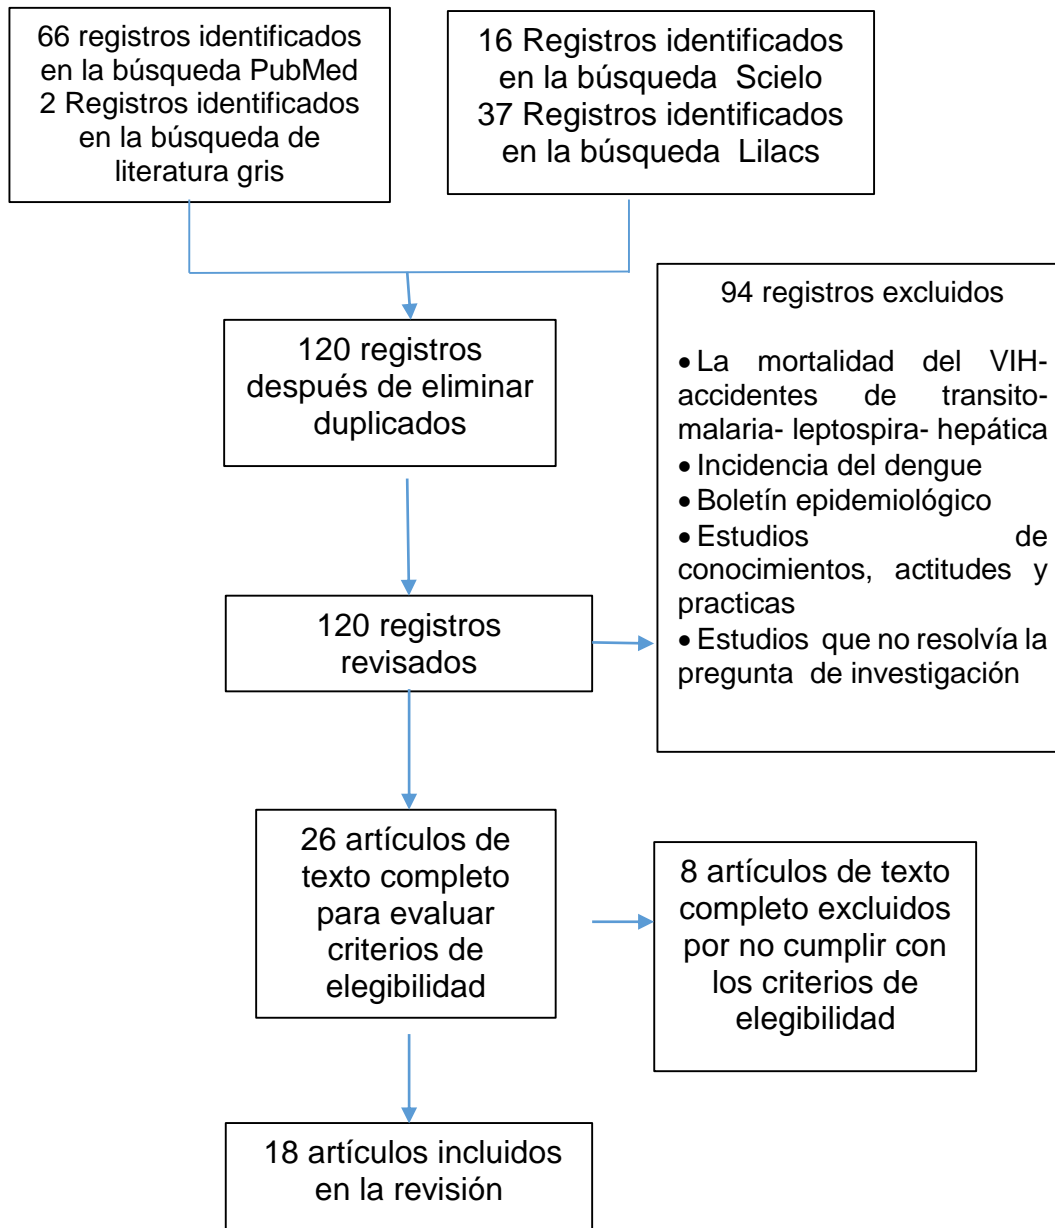 66 registros identificados
en la búsqueda PubMed
2 Registros identificados
en la búsqueda de
literatura gris
16 Registros identificados
en la búsqueda Scielo
37 Registros identificados
en la búsqueda Lilacs
120 registros
después de eliminar
duplicados
94 registros excluidos
• La mortalidad del VIH-
accidentes de transito-
malaria- leptospira- hepática
• Incidencia del dengue
• Boletín epidemiológico
• Estudios de
conocimientos, actitudes y
practicas
• Estudios que no resolvía la
pregunta de investigación
120 registros
revisados
26 artículos de
texto completo
para evaluar
criterios de
elegibilidad
8 artículos de texto
completo excluidos
por no cumplir con
los criterios de
elegibilidad
18 artículos incluidos
en la revisión